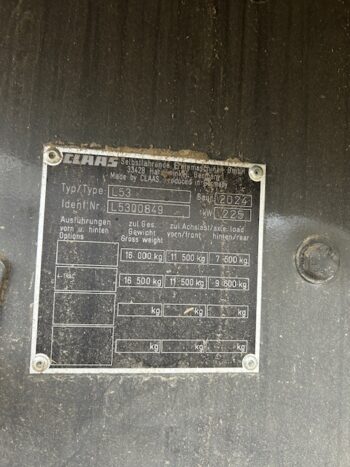 CLAAS Selbstfahrende Erntemaschinen GmbH
33428 Harsewinkel, Germany
Made by CLAAS, Produced in Germany
Typ/Type L53 Bauj. 2024
Ident.Nr. L5300849 kW 225
Ausführungen zul.Ges. zul.Achslast/axle.load
vorn u. hinten Gewicht vorn/front hinten/rear
Options Gross weight
16 000 kg 11 500 kg 7 500 kg
16 500 kg 11 500 kg 9 500 kg
kg kg kg
kg kg kg